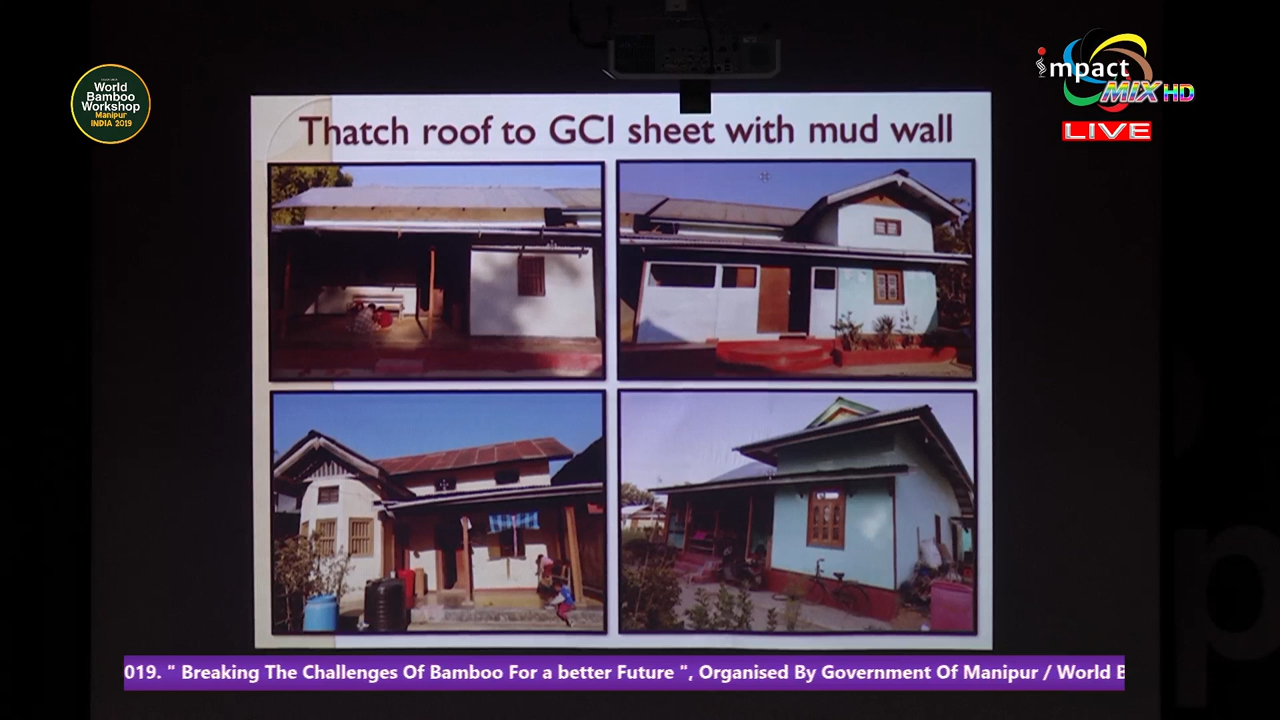 World
Bamboo
Workshop
Manipur
INDIA 2019
impact
MIX HD
LIVE
Thatch roof to GCI sheet with mud wall
019. " Breaking The Challenges Of Bamboo For a better Future ", Organised By Government Of Manipur / World B